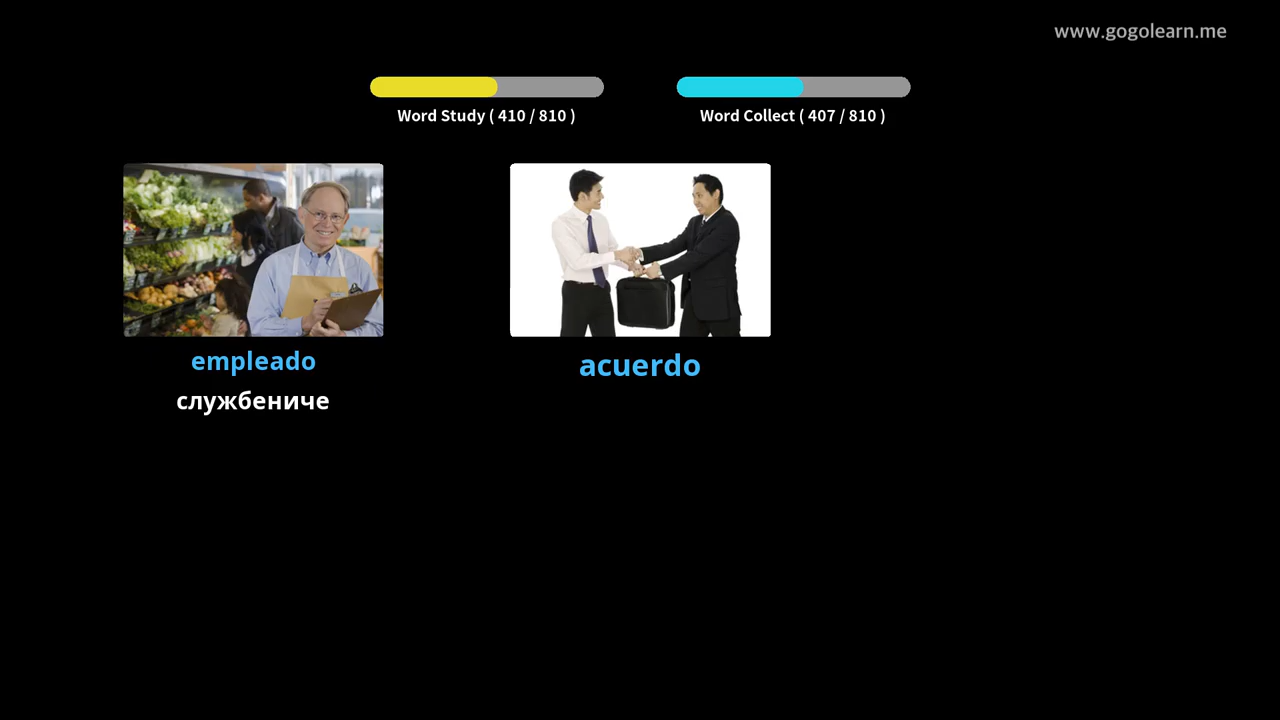 www.gogolearn.me
Word Study ( 410 / 810 )
Word Collect ( 407 / 810 )
empleado
службениче
acuerdo